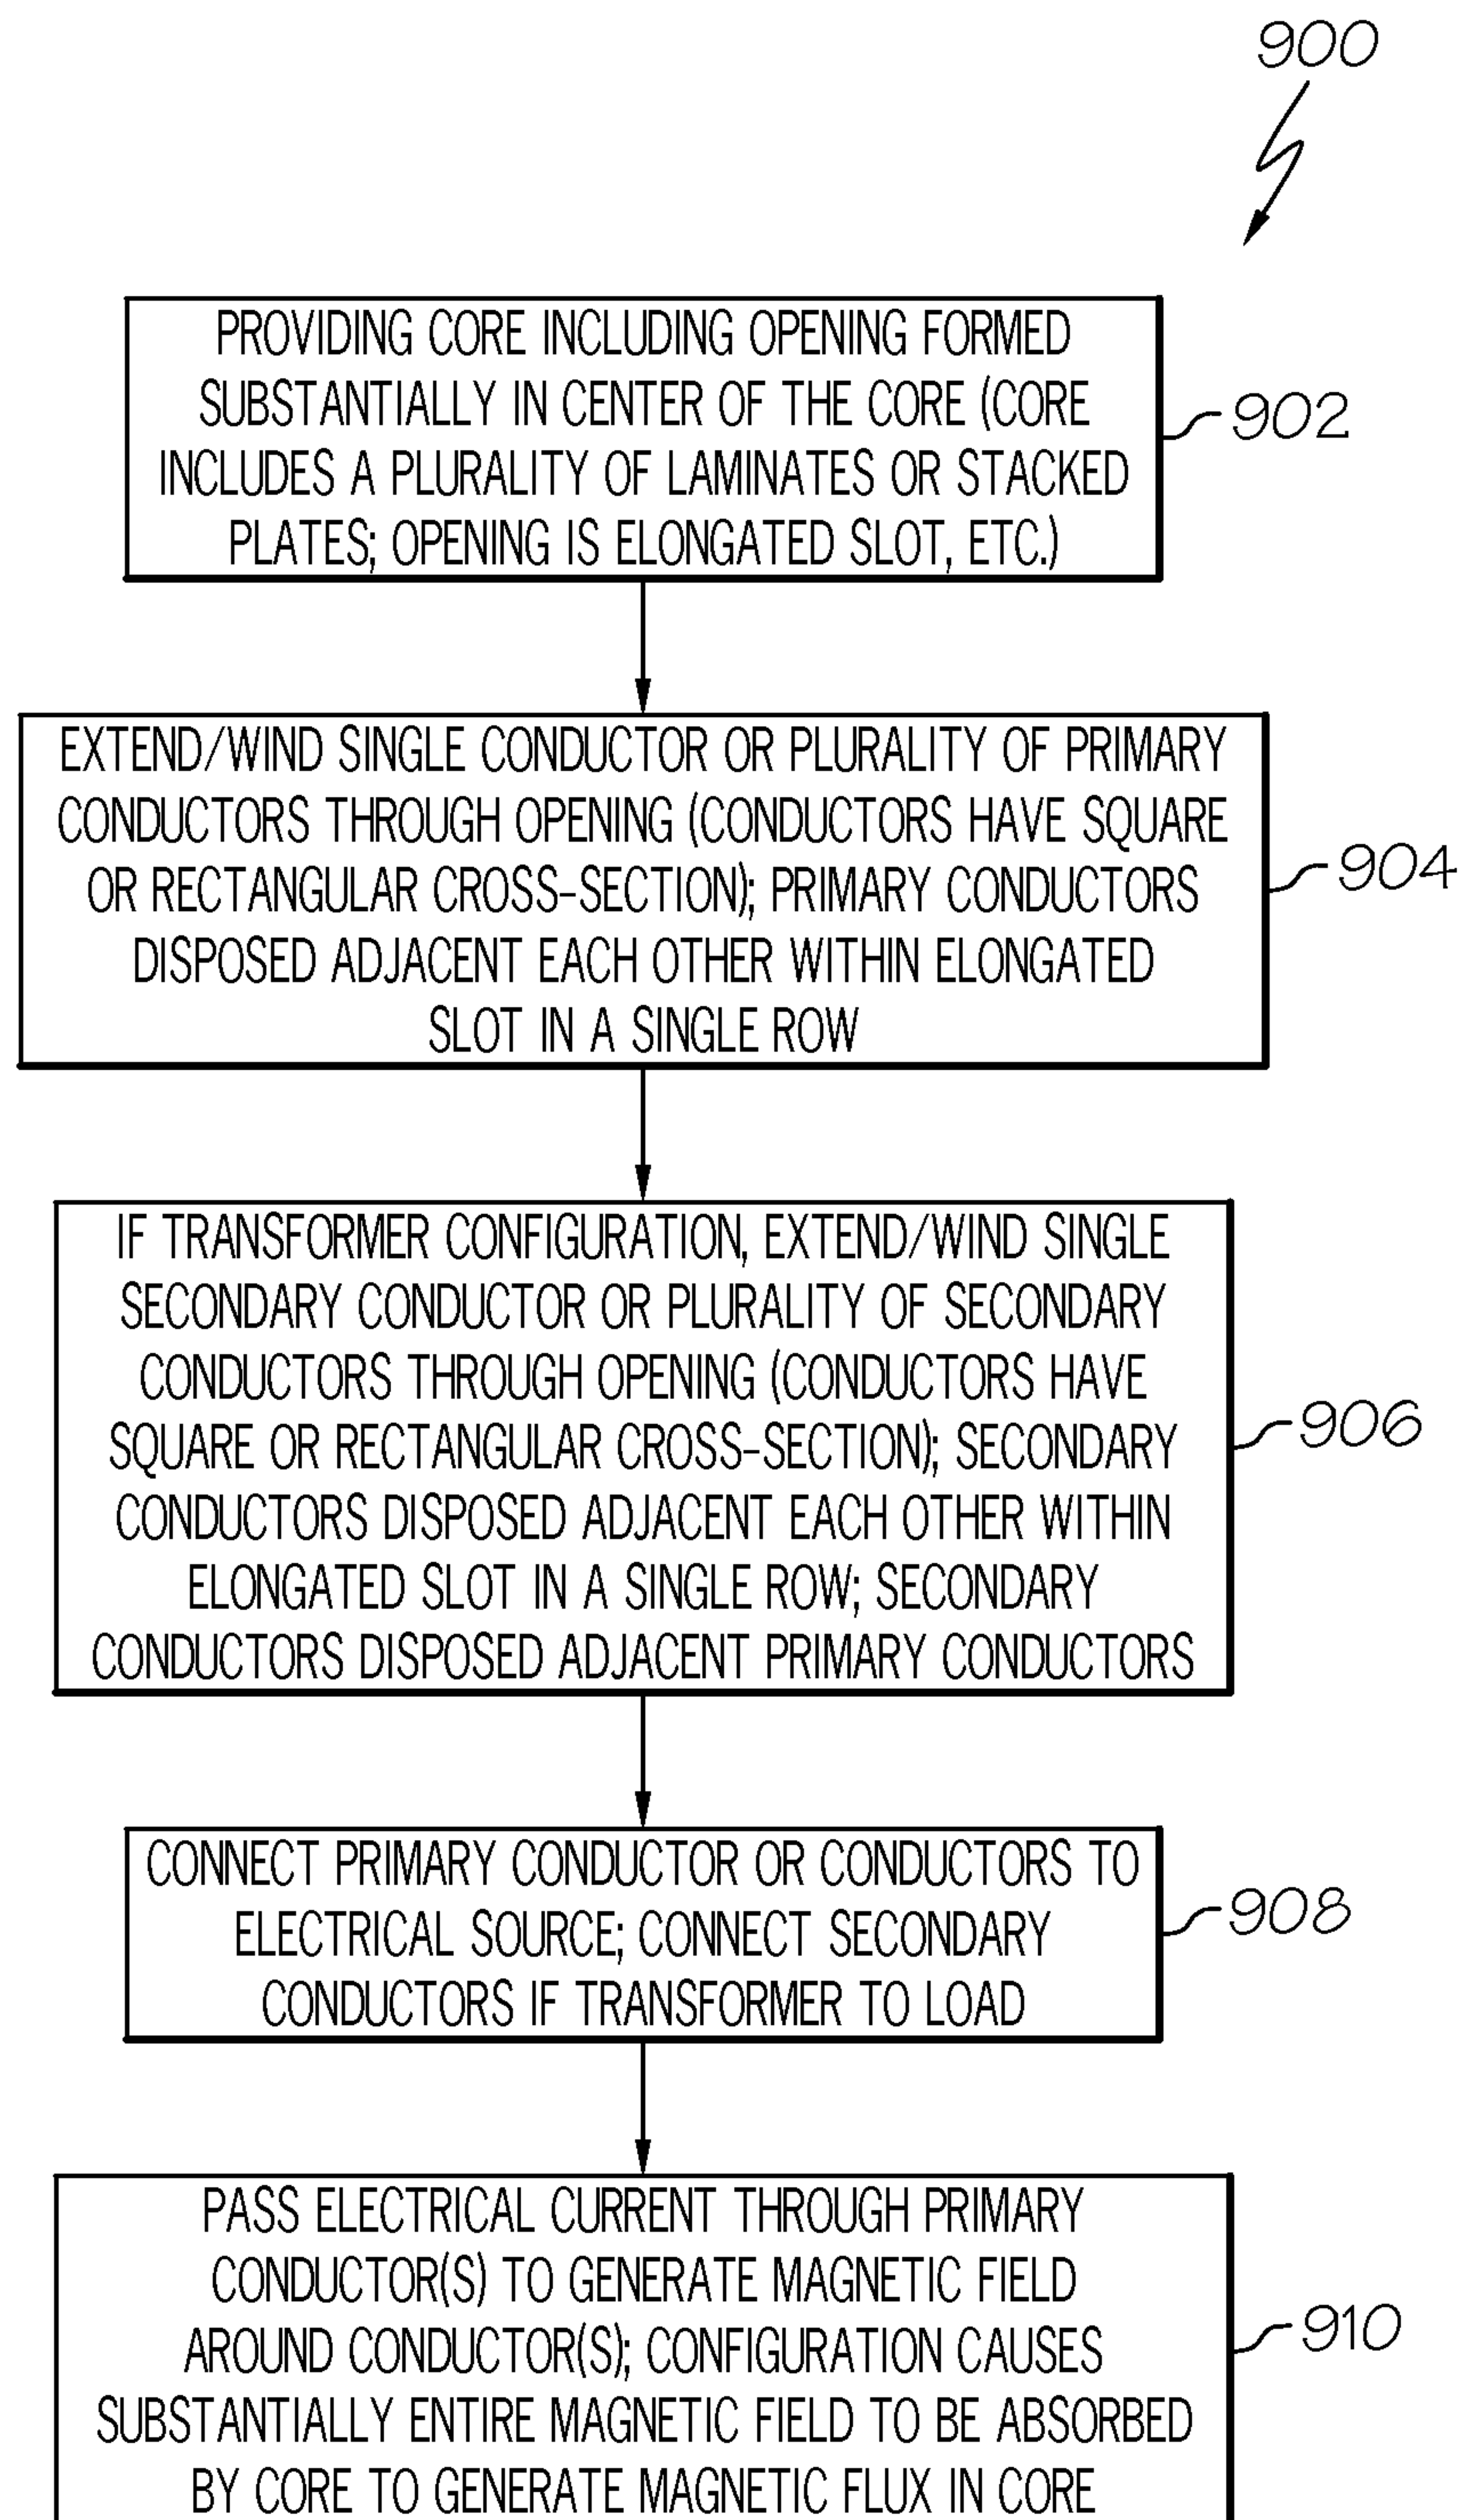 900
PROVIDING CORE INCLUDING OPENING FORMED
SUBSTANTIALLY IN CENTER OF THE CORE (CORE
INCLUDES A PLURALITY OF LAMINATES OR STACKED
PLATES; OPENING IS ELONGATED SLOT, ETC.)
902
EXTEND/WIND SINGLE CONDUCTOR OR PLURALITY OF PRIMARY
CONDUCTORS THROUGH OPENING (CONDUCTORS HAVE SQUARE
OR RECTANGULAR CROSS-SECTION); PRIMARY CONDUCTORS
DISPOSED ADJACENT EACH OTHER WITHIN ELONGATED
SLOT IN A SINGLE ROW
904
IF TRANSFORMER CONFIGURATION, EXTEND/WIND SINGLE
SECONDARY CONDUCTOR OR PLURALITY OF SECONDARY
CONDUCTORS THROUGH OPENING (CONDUCTORS HAVE
SQUARE OR RECTANGULAR CROSS-SECTION); SECONDARY
CONDUCTORS DISPOSED ADJACENT EACH OTHER WITHIN
ELONGATED SLOT IN A SINGLE ROW; SECONDARY
CONDUCTORS DISPOSED ADJACENT PRIMARY CONDUCTORS
906
CONNECT PRIMARY CONDUCTOR OR CONDUCTORS TO
ELECTRICAL SOURCE; CONNECT SECONDARY
CONDUCTORS IF TRANSFORMER TO LOAD
908
PASS ELECTRICAL CURRENT THROUGH PRIMARY
CONDUCTOR(S) TO GENERATE MAGNETIC FIELD
AROUND CONDUCTOR(S); CONFIGURATION CAUSES
SUBSTANTIALLY ENTIRE MAGNETIC FIELD TO BE ABSORBED
BY CORE TO GENERATE MAGNETIC FLUX IN CORE
910